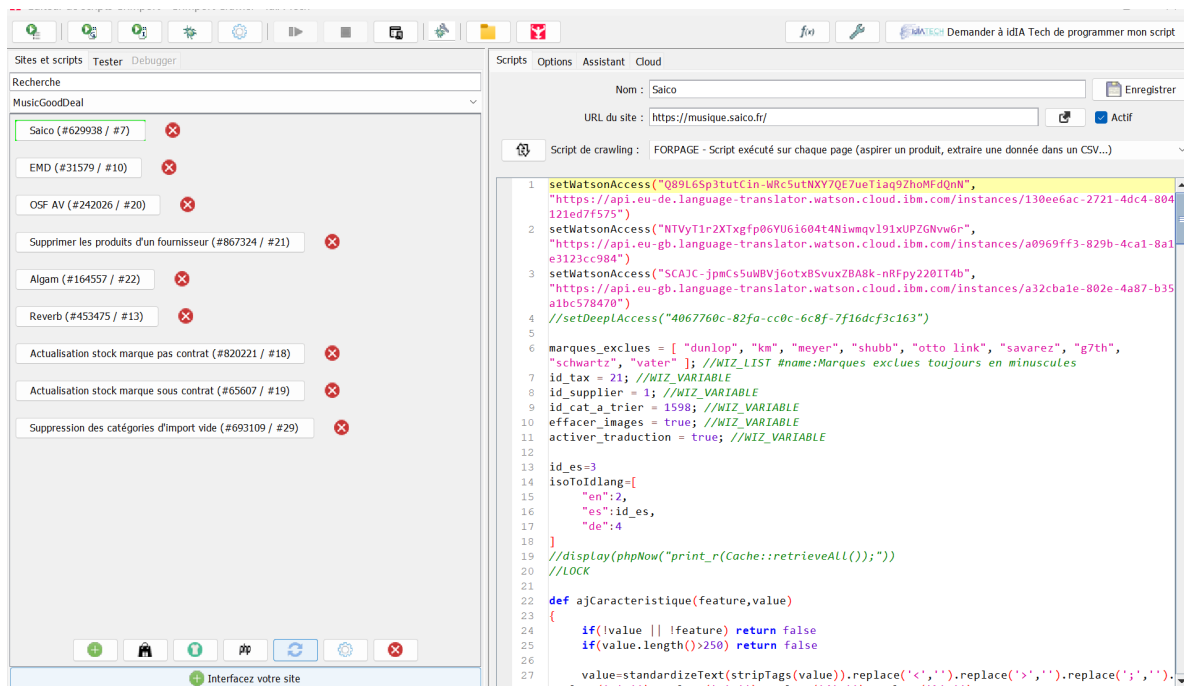 f(x)
idIATECH Demander à idIA Tech de programmer mon script
Sites et scripts Tester Debugger
Recherche
MusicGoodDeal
Saico (#629938 / #7)
EMD (#31579 / #10)
OSF AV (#242026 / #20)
Supprimer les produits d'un fournisseur (#867324 / #21)
Algam (#164557 / #22)
Reverb (#453475 / #13)
Actualisation stock marque pas contrat (#820221 / #18)
Actualisation stock marque sous contrat (#65607 / #19)
Suppression des catégories d'import vide (#693109 / #29)
php
Interfacez votre site
Scripts Options Assistant Cloud
Nom : Saico Enregistrer
URL du site : https://musique.saico.fr/ Actif
Script de crawling : FORPAGE - Script exécuté sur chaque page (aspirer un produit, extraire une donnée dans un CSV...)
1 setWatsonAccess("Q89L6Sp3tutCin-WRc5utNXY7QE7ueTiaq9ZhoMFdQnN",
"https://api.eu-de.language-translator.watson.cloud.ibm.com/instances/130ee6ac-2721-4dc4-804
121ed7f575")
2 setWatsonAccess("NTVyT1r2XTxgfp06YU6i604t4Niwmqvl91xUPZGNvw6r",
"https://api.eu-gb.language-translator.watson.cloud.ibm.com/instances/a0969ff3-829b-4ca1-8a1
e3123cc984")
3 setWatsonAccess("SCAJC-jpmCs5uWBVj6otxBSvuxZBA8k-nRFpy220IT4b",
"https://api.eu-gb.language-translator.watson.cloud.ibm.com/instances/a32cba1e-802e-4a87-b35
a1bc578470")
4 //setDeeplAccess("4067760c-82fa-cc0c-6c8f-7f16dcf3c163")
5
6 marques_exclues = [ "dunlop", "km", "meyer", "shubb", "otto link", "savarez", "g7th",
"schwartz", "vater" ]; //WIZ_LIST #name:Marques exclues toujours en minuscules
7 id_tax = 21; //WIZ_VARIABLE
8 id_supplier = 1; //WIZ_VARIABLE
9 id_cat_a_trier = 1598; //WIZ_VARIABLE
10 effacer_images = true; //WIZ_VARIABLE
11 activer_traduction = true; //WIZ_VARIABLE
12
13 id_es=3
14 isoToIdlang=[
15 "en":2,
16 "es":id_es,
17 "de":4
18 ]
19 //display(phpNow("print_r(Cache::retrieveAll());"))
20 //LOCK
21
22 def ajCaracteristique(feature,value)
23 {
24 if(!value || !feature) return false
25 if(value.length()>250) return false
26
27 value=standardizeText(stripTags(value)).replace('<','').replace('>','').replace(';','').